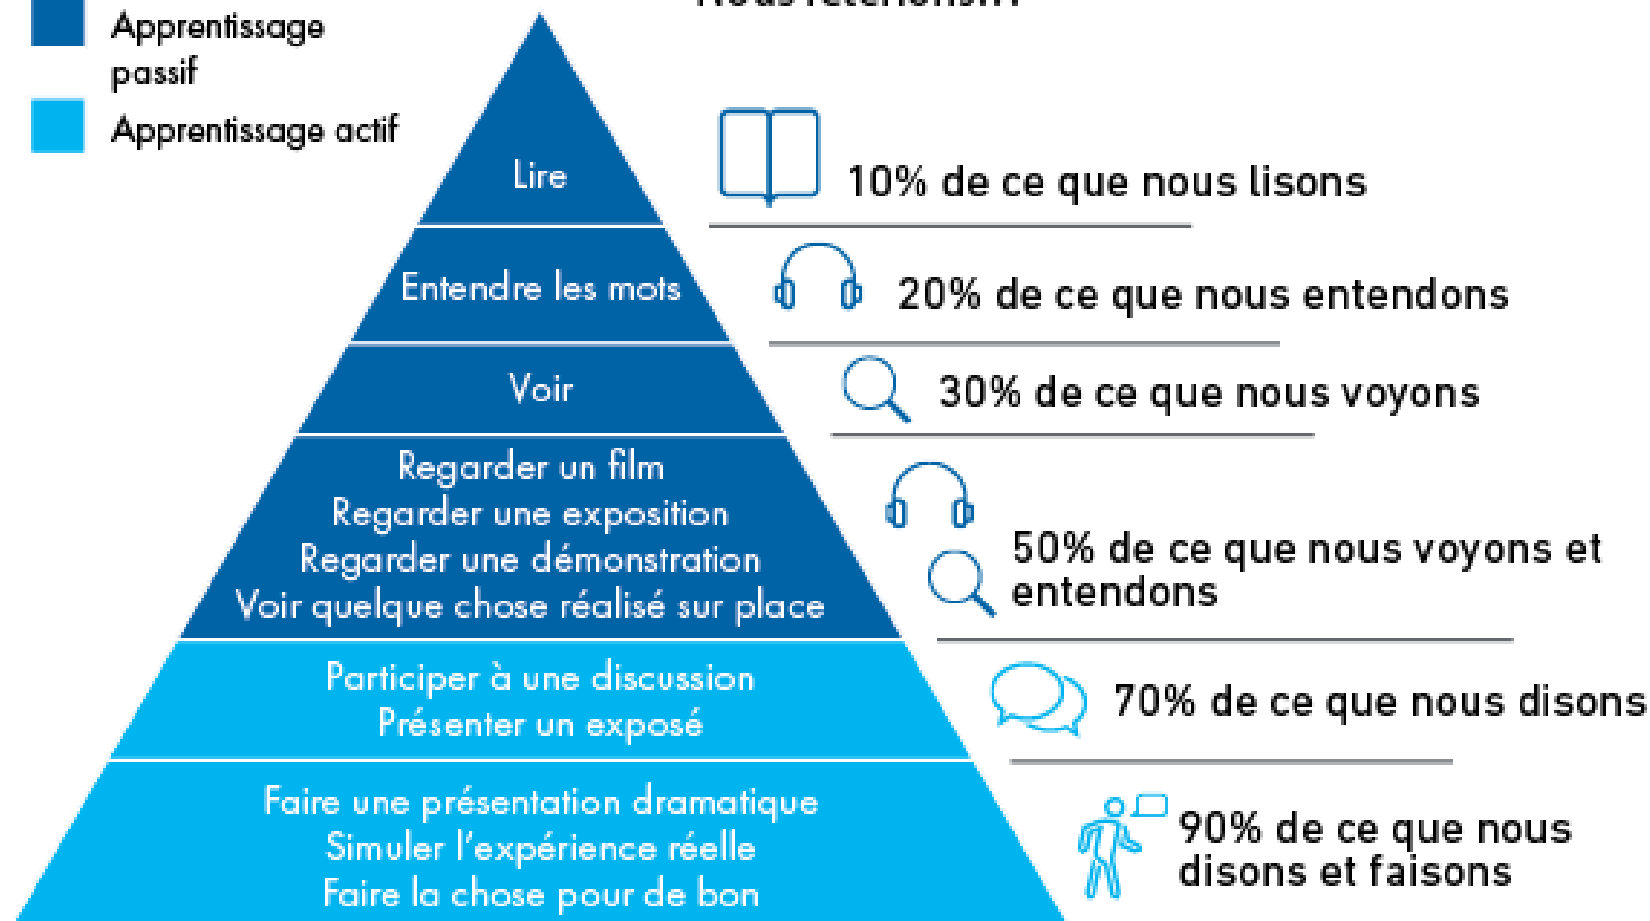 Nous retenons...
Apprentissage
passif
Apprentissage actif
Lire
10% de ce que nous lisons
Entendre les mots
20% de ce que nous entendons
Voir
30% de ce que nous voyons
Regarder un film
Regarder une exposition
Regarder une démonstration
Voir quelque chose réalisé sur place
50% de ce que nous voyons et
entendons
Participer à une discussion
Présenter un exposé
70% de ce que nous disons
Faire une présentation dramatique
Simuler l’expérience réelle
Faire la chose pour de bon
90% de ce que nous
disons et faisons